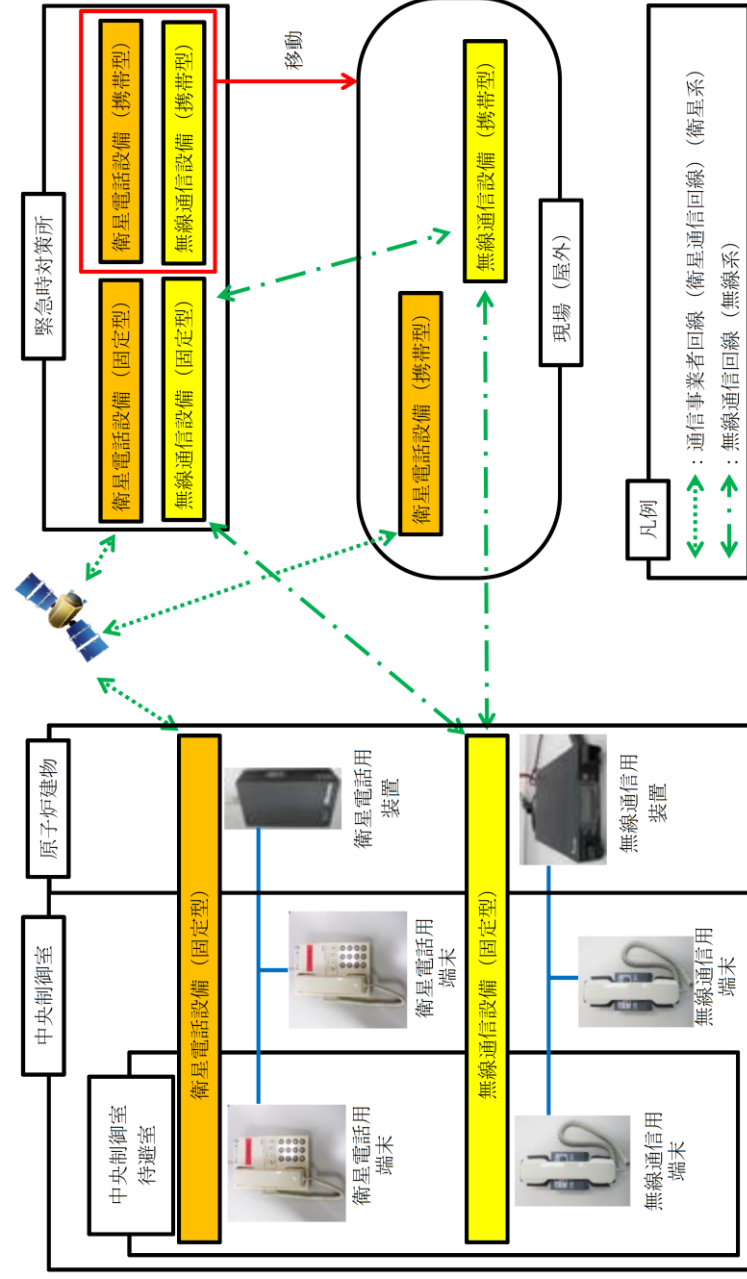 中央制御室
原子炉建物
中央制御室
待避室
衛星電話設備（固定型）
衛星電話用
端末
衛星電話用
端末
衛星電話用
装置
無線通信設備（固定型）
無線通信用
端末
無線通信用
端末
無線通信用
装置
緊急時対策所
衛星電話設備（固定型）
衛星電話設備（携帯型）
無線通信設備（固定型）
無線通信設備（携帯型）
移動
衛星電話設備（携帯型）
無線通信設備（携帯型）
現場（屋外）
凡例
：通信事業者回線（衛星通信回線）（衛星系）
：無線通信回線（無線系）